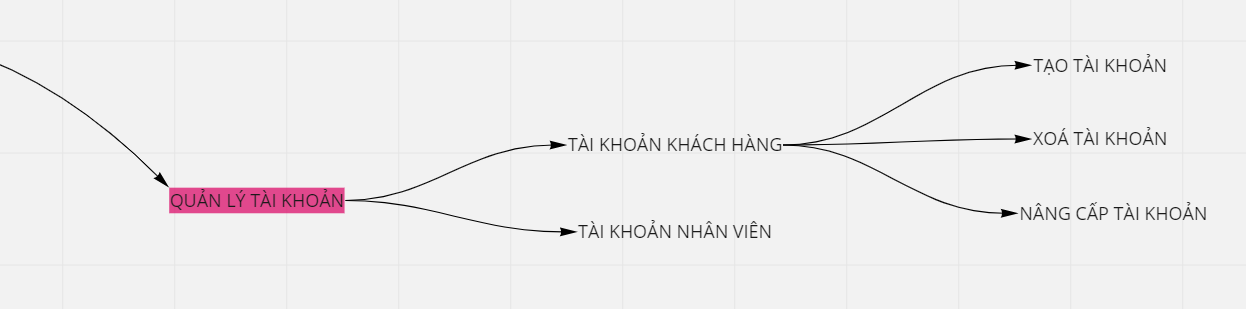 QUẢN LÝ TÀI KHOẢN
TÀI KHOẢN KHÁCH HÀNG
TẠO TÀI KHOẢN
XOÁ TÀI KHOẢN
NÂNG CẤP TÀI KHOẢN
TÀI KHOẢN NHÂN VIÊN